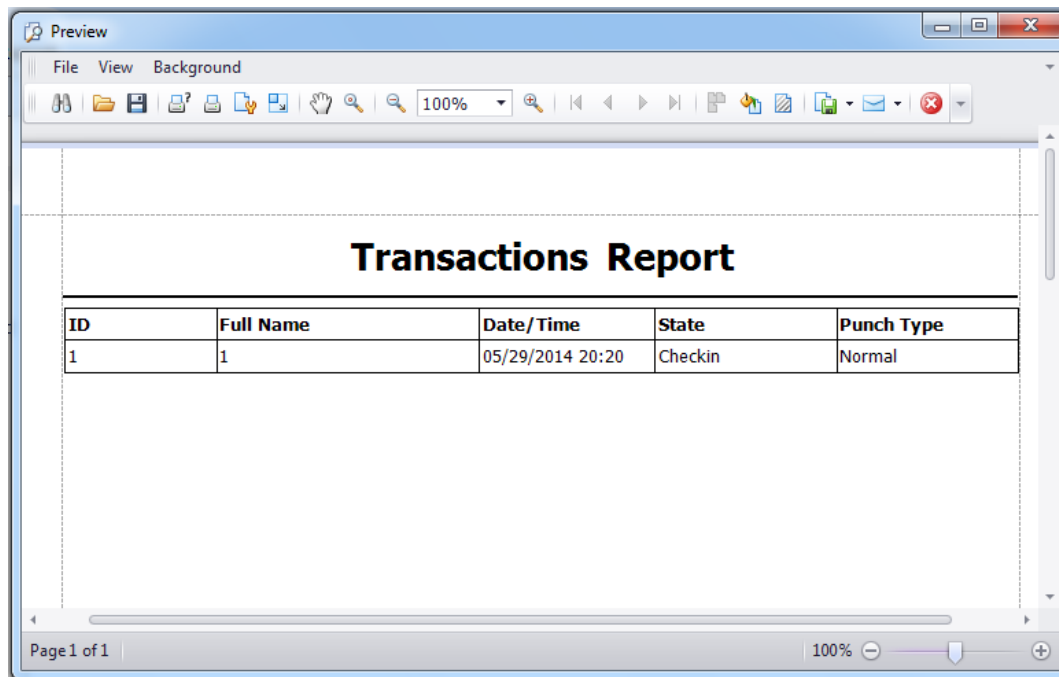 Preview
File View Background
100%
Transactions Report
ID Full Name Date/Time State Punch Type
1 1 05/29/2014 20:20 Checkin Normal
Page 1 of 1 100%